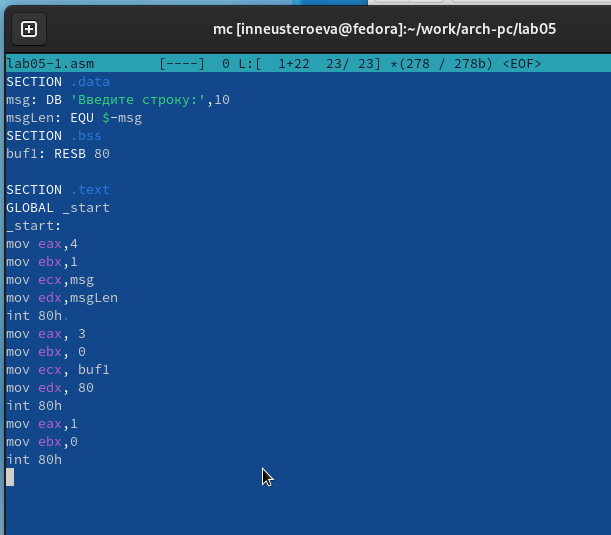 mc [inneusteroeva@fedora]:~/work/arch-pc/lab05
lab05-1.asm [----] 0 L:[ 1+22 23/ 23] *(278 / 278b) <EOF>
SECTION .data
msg: DB 'Введите строку:',10
msgLen: EQU $-msg
SECTION .bss
buf1: RESB 80
SECTION .text
GLOBAL _start
_start:
mov eax,4
mov ebx,1
mov ecx,msg
mov edx,msgLen
int 80h
mov eax, 3
mov ebx, 0
mov ecx, buf1
mov edx, 80
int 80h
mov eax,1
mov ebx,0
int 80h